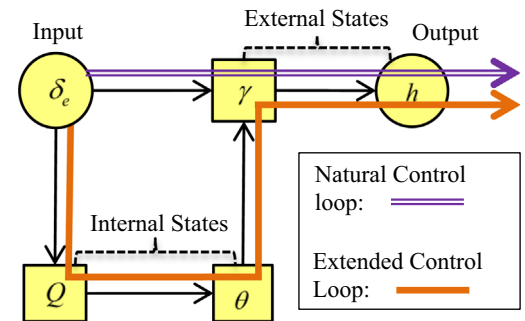 External States
Input
Output
δe
γ
h
Natural Control
loop:
Internal States
Extended Control
Loop:
Q
θ